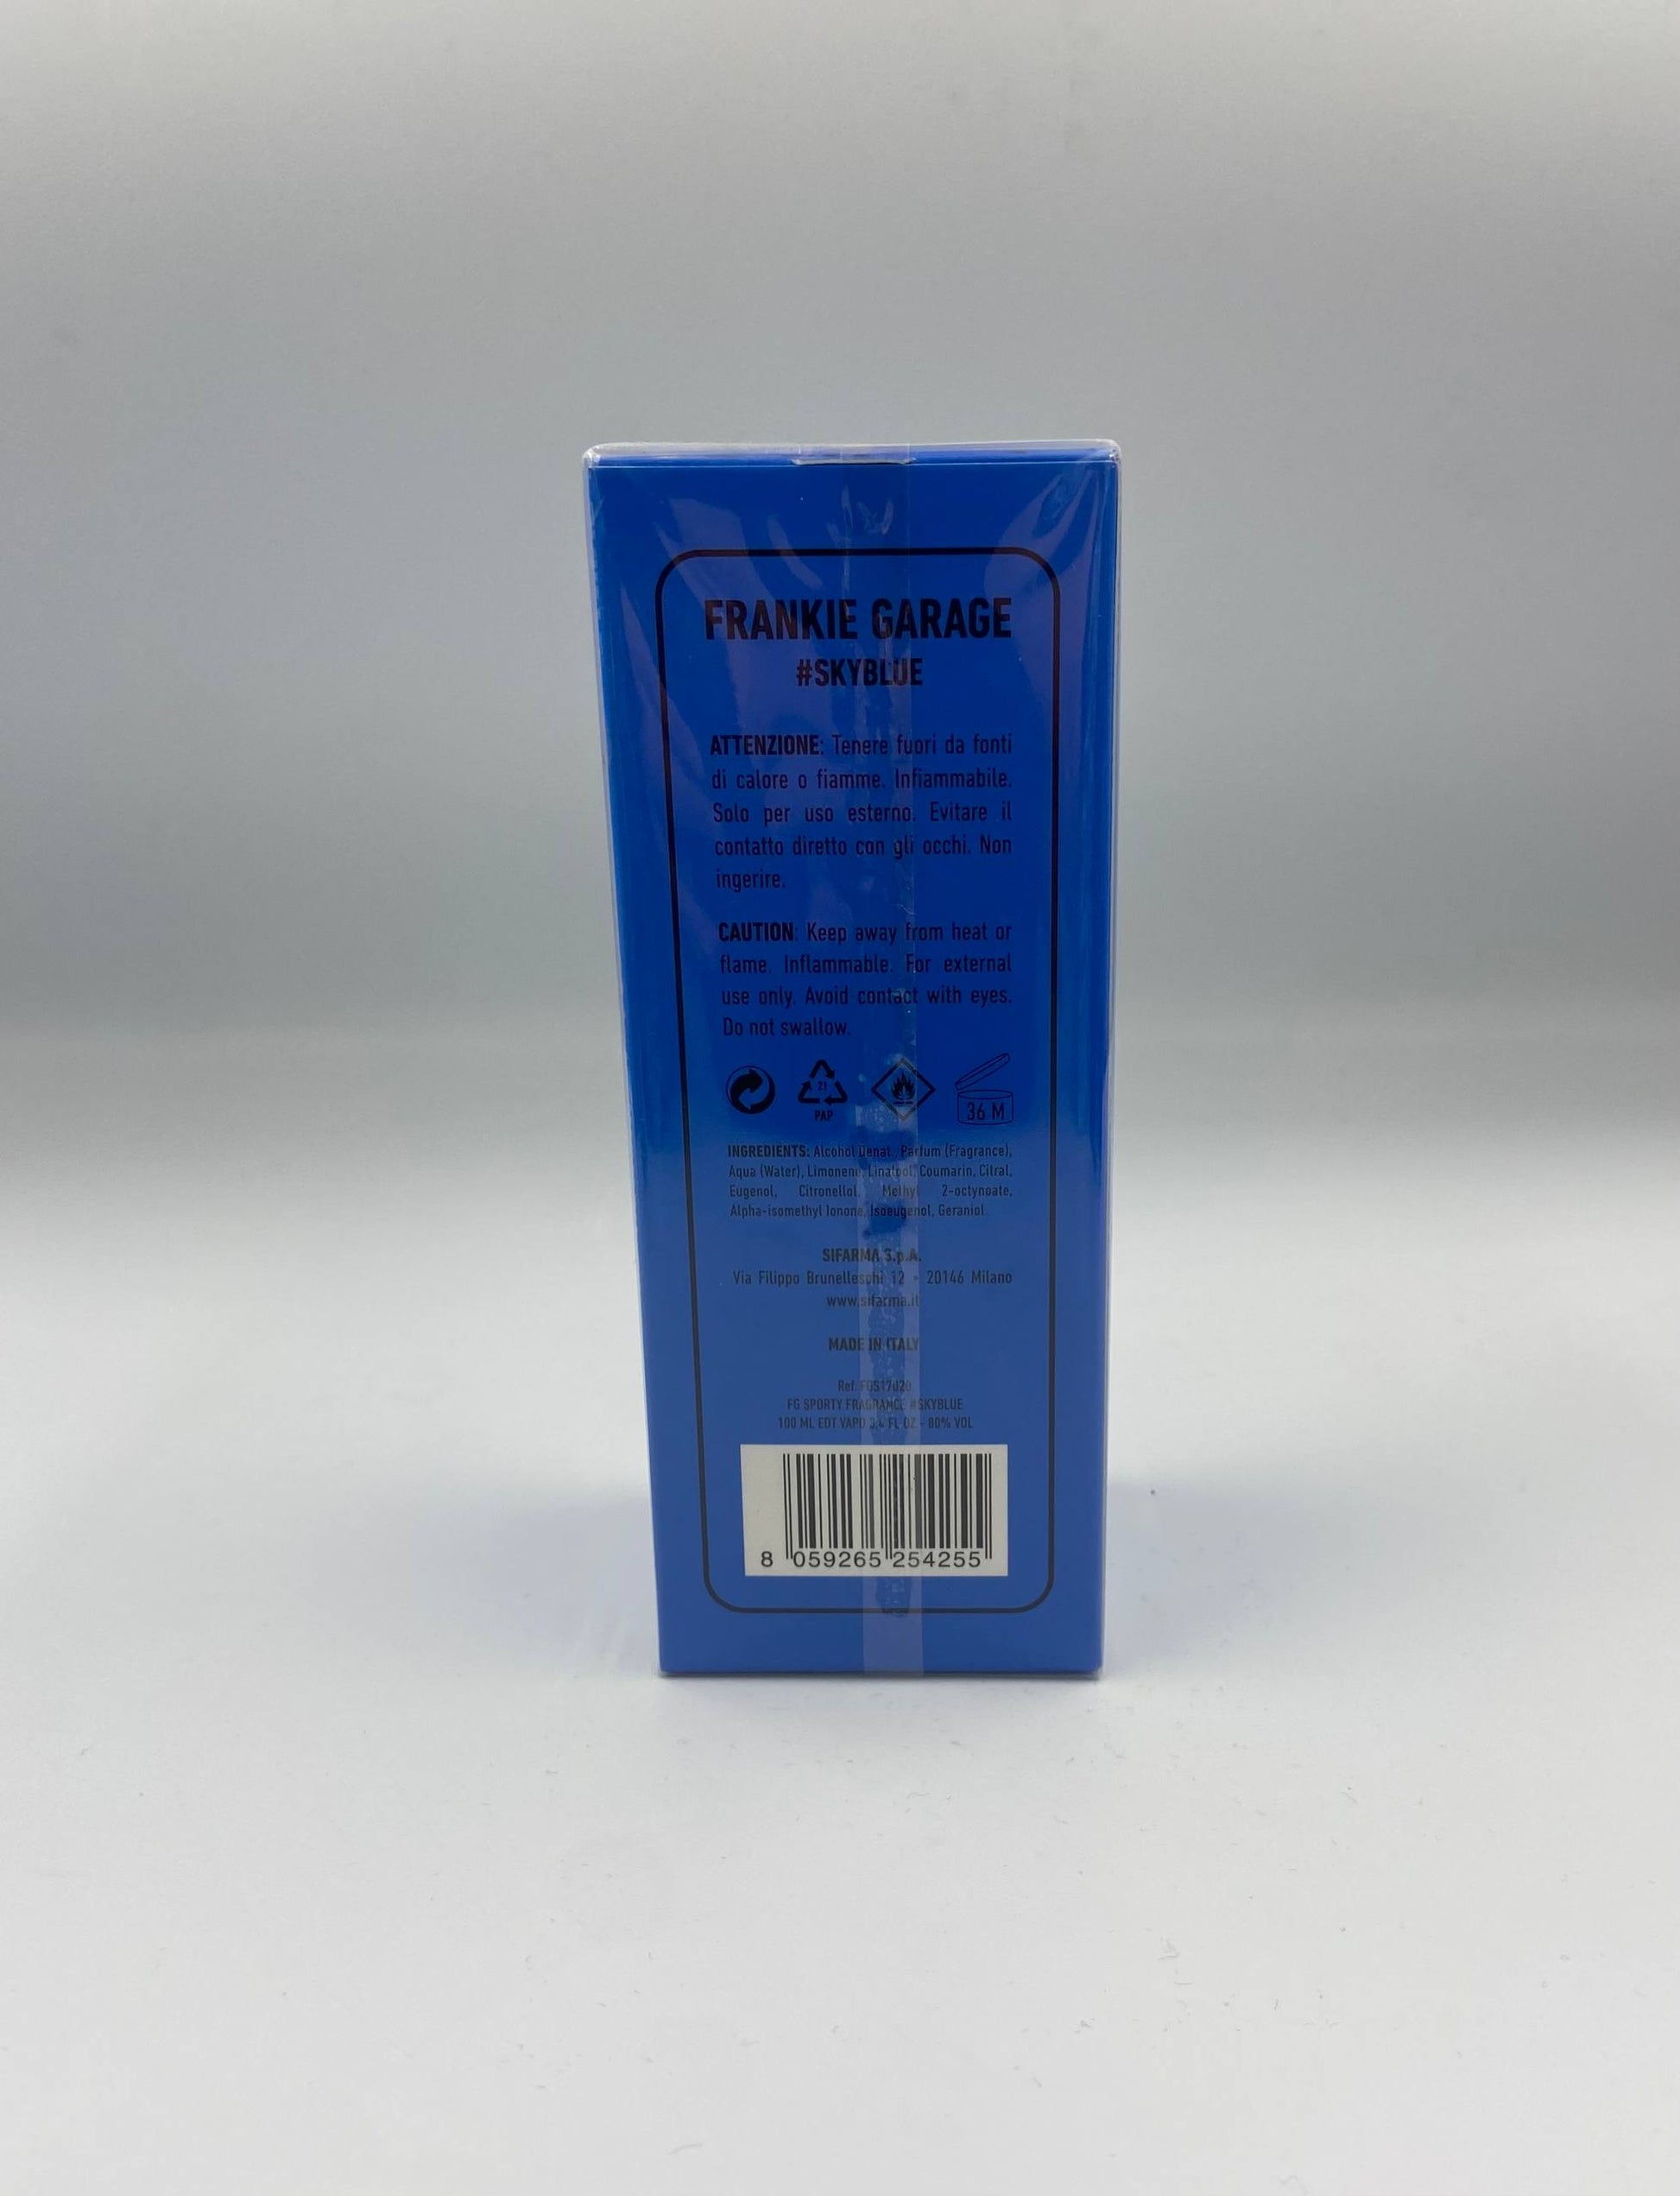 FRANKIE GARAGE
#SKYBLUE
ATTENZIONE: Tenere fuori da fonti
di calore o fiamme. Infiammabile.
Solo per uso esterno. Evitare il
contatto diretto con gli occhi. Non
ingerire.
CAUTION: Keep away from heat or
flame. Inflammable. For external
use only. Avoid contact with eyes.
Do not swallow.
21
PAP
36 M
INGREDIENTS: Alcohol Denat., Parfum (Fragrance),
Aqua (Water), Limonene, Linalool, Coumarin, Citral,
Eugenol, Citronellol, Methyl 2-octynoate,
Alpha-isomethyl Ionone, Isoeugenol, Geraniol
SIFARMA S.p.A.
Via Filippo Brunelleschi 12 • 20146 Milano
www.sifarma.it
MADE IN ITALY
Ref.
FG SPORTY FRAGRANCE #SKYBLUE
100 ML EDT VAPO 3,4 FL OZ - 80% VOL
8 059265 254255